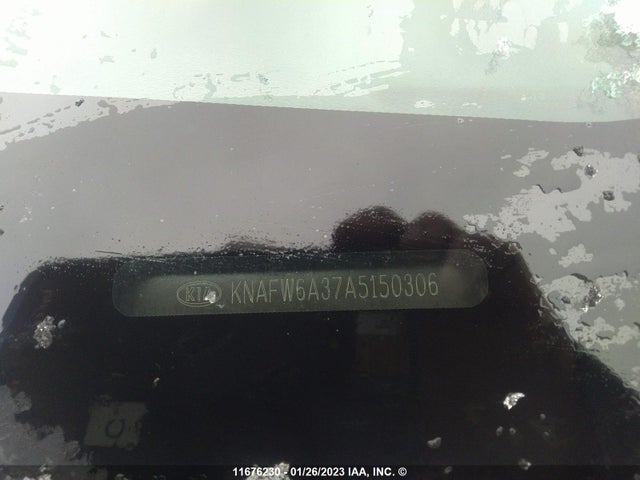 KIA KNAFW6A37A5150306
11676230 - 01/26/2023 IAA, INC. ©